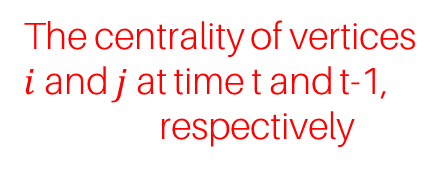 The centrality of vertices
i and j at time t and t-1,
respectively